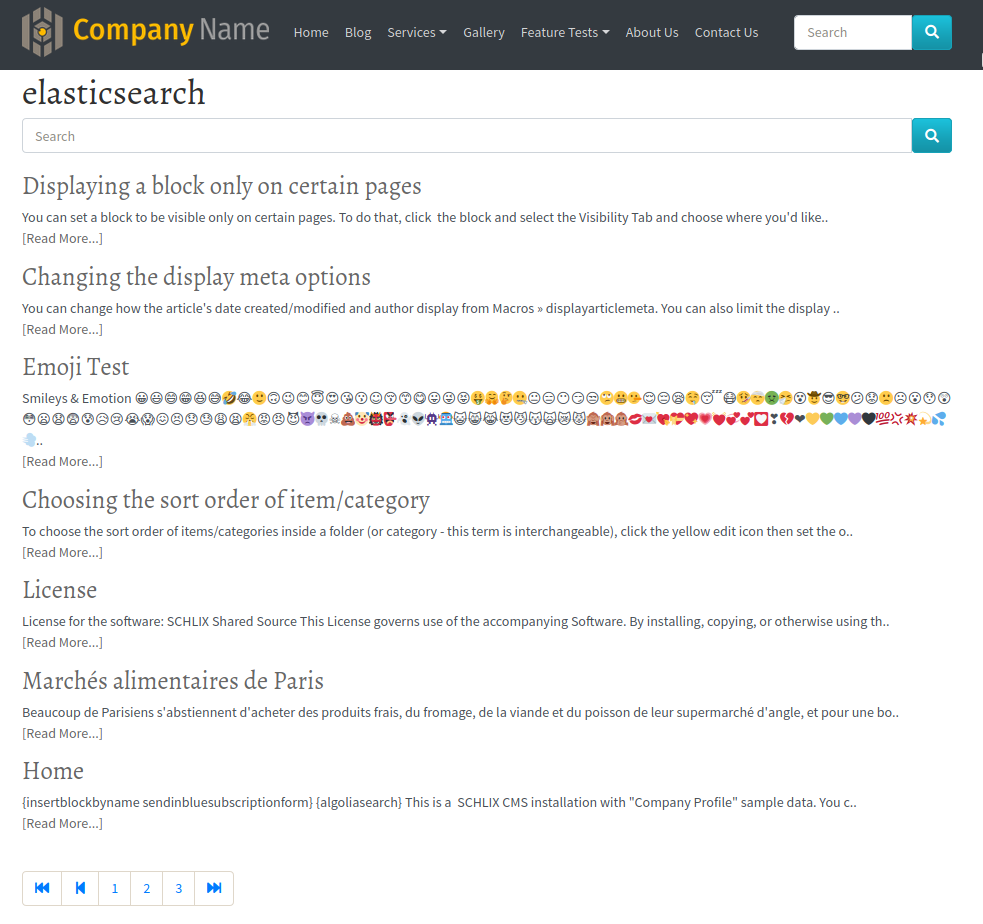 Company Name
Home Blog Services Gallery Feature Tests About Us Contact Us Search
elasticsearch
Search
Displaying a block only on certain pages
You can set a block to be visible only on certain pages. To do that, click  the block and select the Visibility Tab and choose where you'd like..
[Read More...]
Changing the display meta options
You can change how the article's date created/modified and author display from Macros » displayarticlemeta. You can also limit the display ..
[Read More...]
Emoji Test
Smileys & Emotion
..
[Read More...]
Choosing the sort order of item/category
To choose the sort order of items/categories inside a folder (or category - this term is interchangeable), click the yellow edit icon then set the o..
[Read More...]
License
License for the software: SCHLIX Shared Source This License governs use of the accompanying Software. By installing, copying, or otherwise using th..
[Read More...]
Marchés alimentaires de Paris
Beaucoup de Parisiens s'abstiennent d'acheter des produits frais, du fromage, de la viande et du poisson de leur supermarché d'angle, et pour une bo..
[Read More...]
Home
{insertblockbyname sendinbluesubscriptionform} {algoliasearch} This is a  SCHLIX CMS installation with "Company Profile" sample data. You c..
[Read More...]
1 2 3